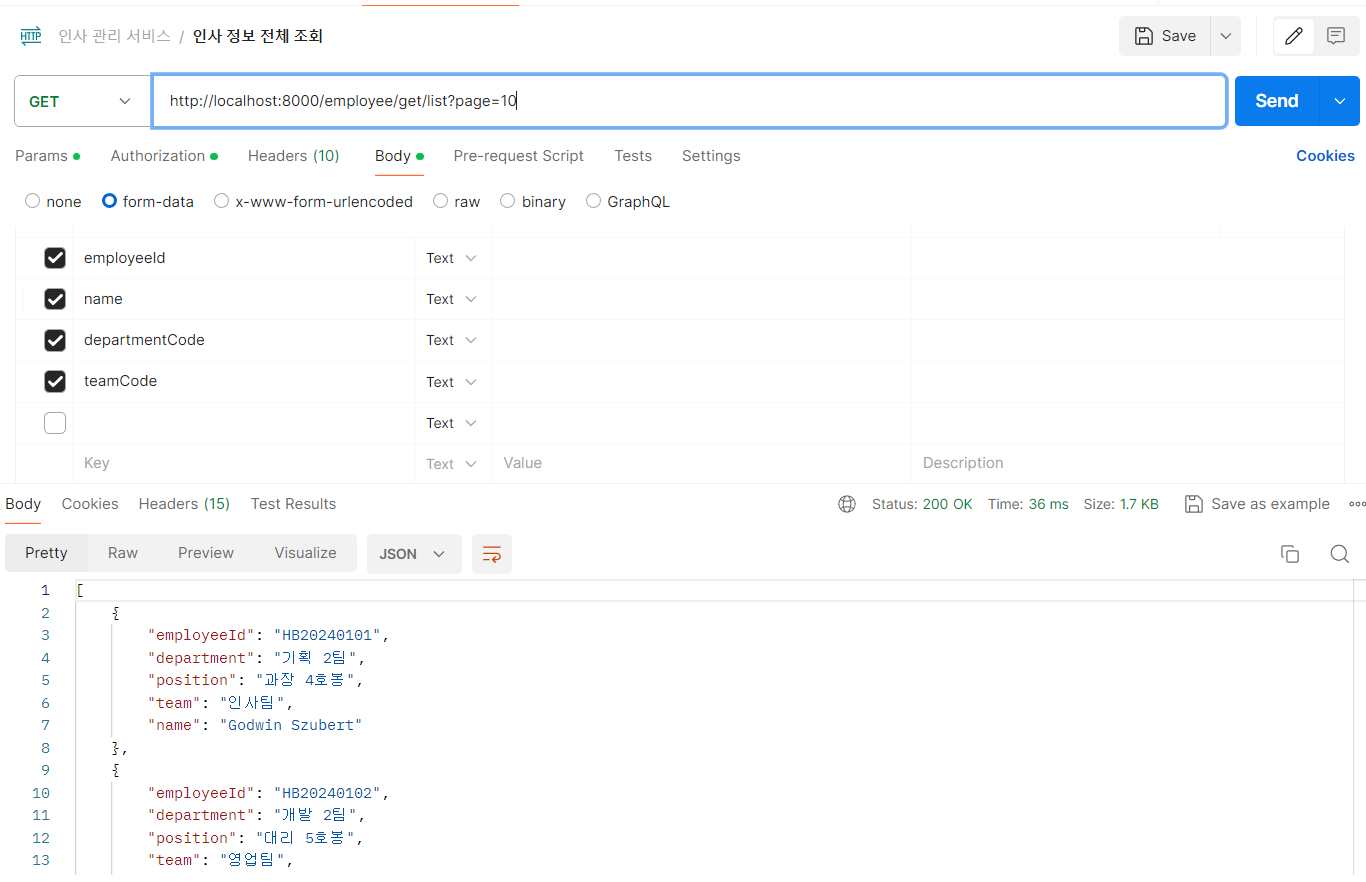 HTTP 인사 관리 서비스 / 인사 정보 전체 조회 Save
GET http://localhost:8000/employee/get/list?page=10 Send
Params Authorization Headers (10) Body Pre-request Script Tests Settings Cookies
none form-data x-www-form-urlencoded raw binary GraphQL
employeeId Text
name Text
departmentCode Text
teamCode Text
Text
Key Text Value Description
Body Cookies Headers (15) Test Results Status: 200 OK Time: 36 ms Size: 1.7 KB Save as example
Pretty Raw Preview Visualize JSON
1 [
2 {
3 "employeeId": "HB20240101",
4 "department": "기획 2팀",
5 "position": "과장 4호봉",
6 "team": "인사팀",
7 "name": "Godwin Szubert"
8 },
9 {
10 "employeeId": "HB20240102",
11 "department": "개발 2팀",
12 "position": "대리 5호봉",
13 "team": "영업팀",